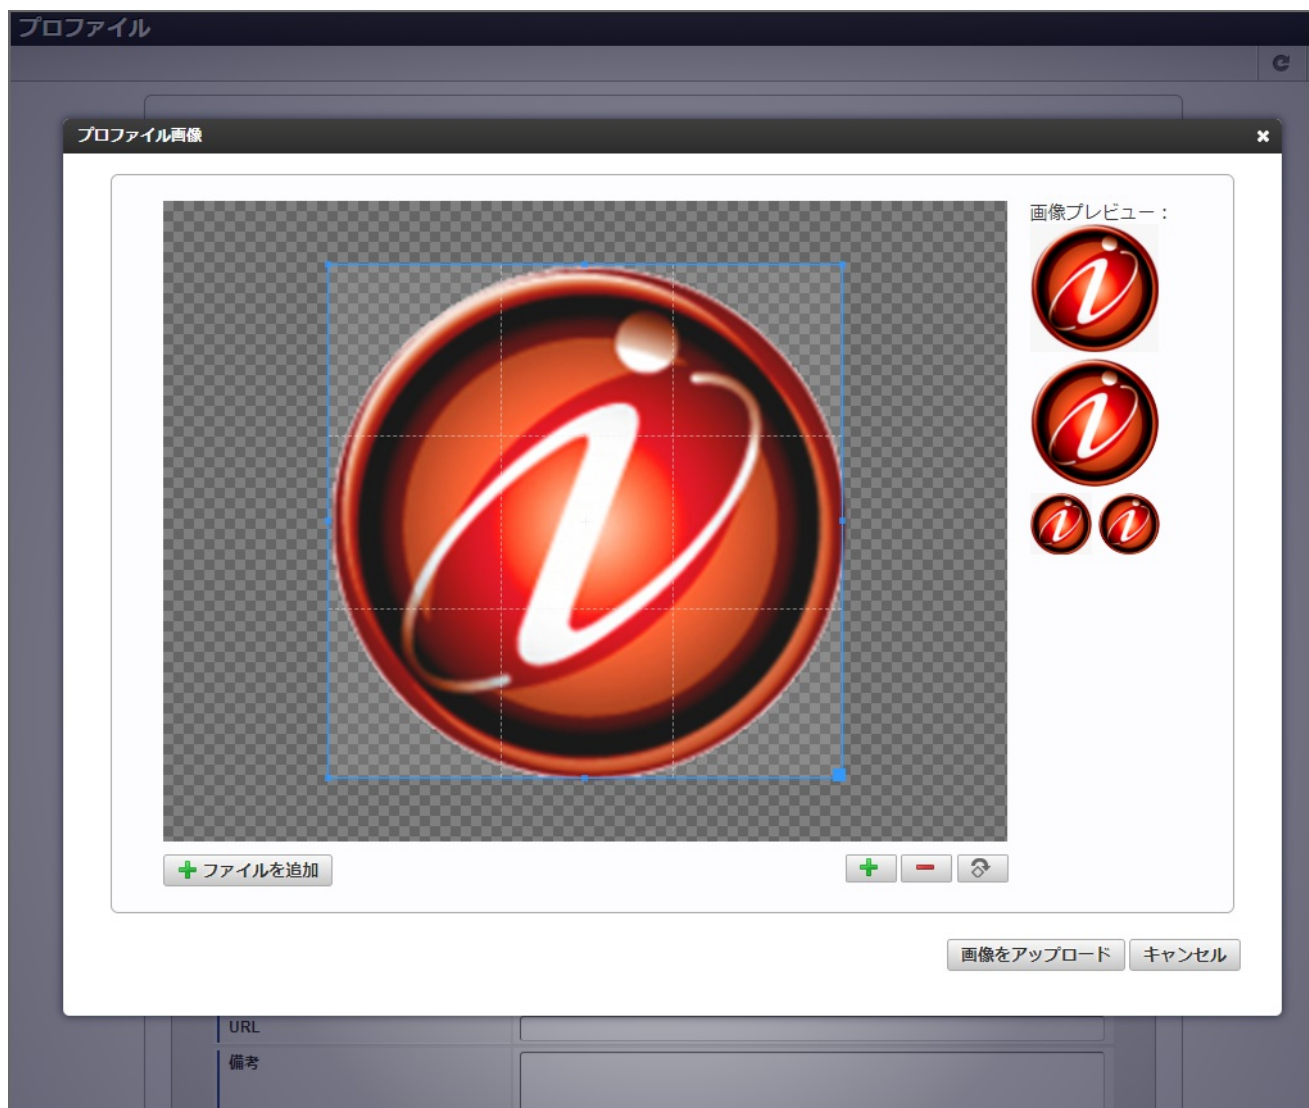 プロファイル
プロファイル画像
画像プレビュー：
ファイルを追加
画像をアップロード
キャンセル
URL
備考